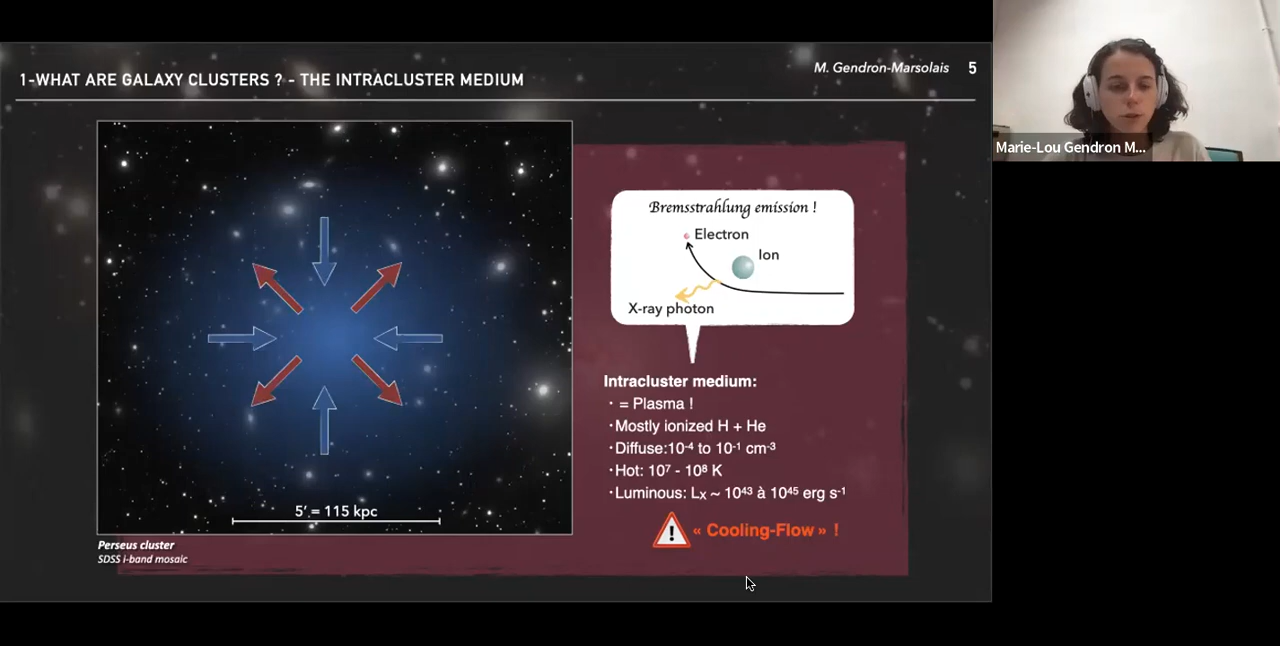 1-WHAT ARE GALAXY CLUSTERS ? - THE INTRACLUSTER MEDIUM
M. Gendron-Marsolais 5
Marie-Lou Gendron M...
Bremsstrahlung emission !
Electron
Ion
X-ray photon
Intracluster medium:
· = Plasma !
·Mostly ionized H + He
·Diffuse:10⁻⁴ to 10⁻¹ cm⁻³
·Hot: 10⁷ - 10⁸ K
·Luminous: Lₓ ~ 10⁴³ à 10⁴⁵ erg s⁻¹
! « Cooling-Flow » !
5′ = 115 kpc
Perseus cluster
SDSS i-band mosaic